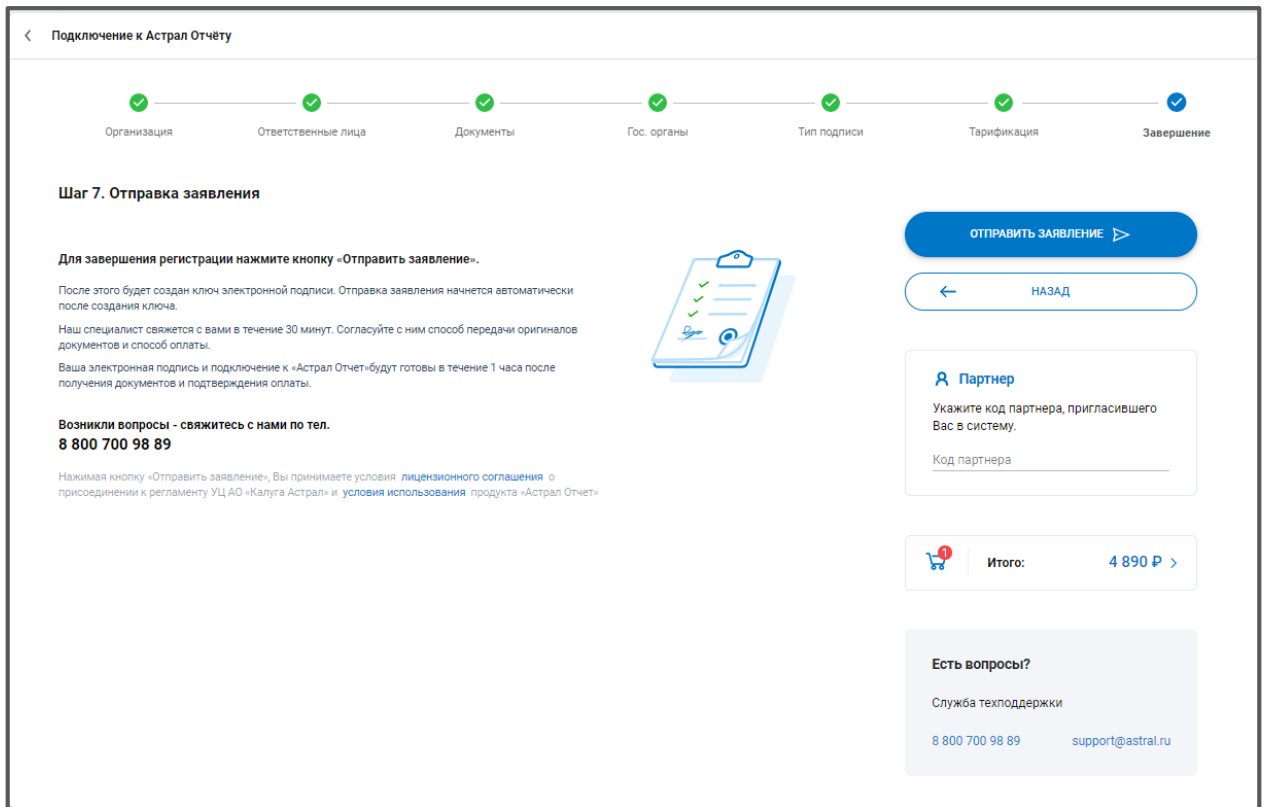 Подключение к Астрал Отчёту
Организация
Ответственные лица
Документы
Гос. органы
Тип подписи
Тарификация
Завершение
Шаг 7. Отправка заявления
Для завершения регистрации нажмите кнопку «Отправить заявление».
После этого будет создан ключ электронной подписи. Отправка заявления начнется автоматически
после создания ключа.
Наш специалист свяжется с вами в течение 30 минут. Согласуйте с ним способ передачи оригиналов
документов и способ оплаты.
Ваша электронная подпись и подключение к «Астрал Отчет»будут готовы в течение 1 часа после
получения документов и подтверждения оплаты.
Возникли вопросы - свяжитесь с нами по тел.
8 800 700 98 89
Нажимая кнопку «Отправить заявление», Вы принимаете условия лицензионного соглашения о
присоединении к регламенту УЦ АО «Калуга Астрал» и условия использования продукта «Астрал Отчет»
ОТПРАВИТЬ ЗАЯВЛЕНИЕ
НАЗАД
Партнер
Укажите код партнера, пригласившего
Вас в систему.
Код партнера
1
Итого: 4 890 ₽
Есть вопросы?
Служба техподдержки
8 800 700 98 89 support@astral.ru